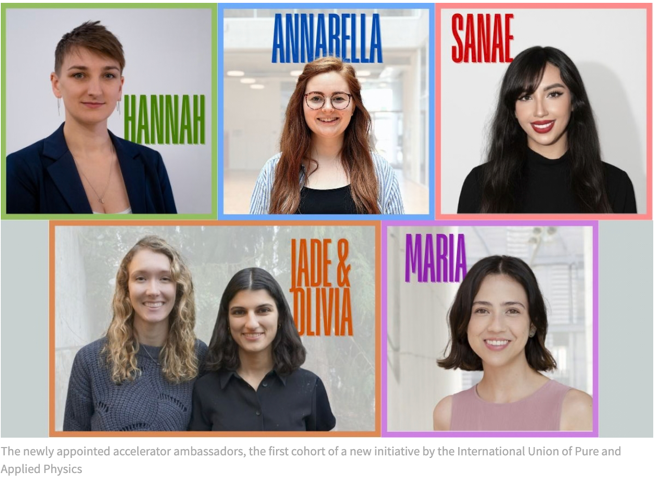 HANNAH
ANNABELLA
SANAE
JADE &
OLIVIA
MARIA
The newly appointed accelerator ambassadors, the first cohort of a new initiative by the International Union of Pure and
Applied Physics